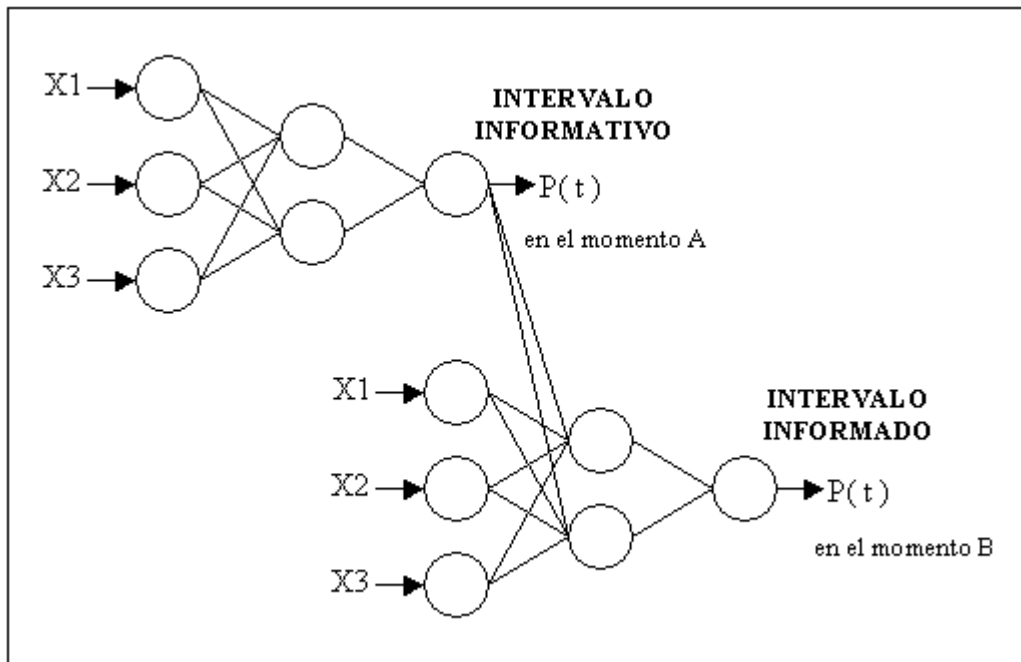 X1
INTERVALO
INFORMATIVO
X2
P(t)
en el momento A
X3
X1
INTERVALO
INFORMADO
X2
P(t)
en el momento B
X3